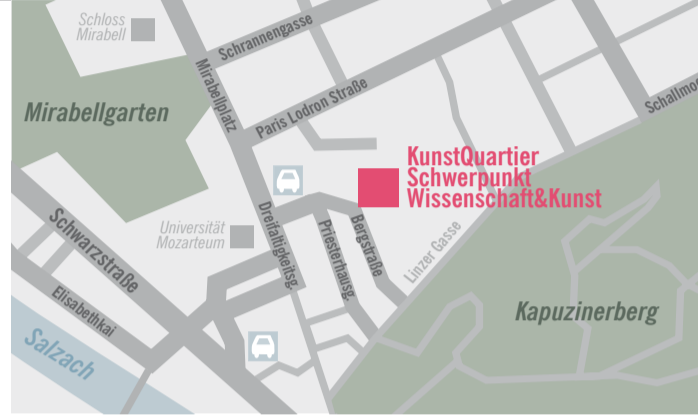 Schloss
Mirabell
Schrannengasse
Mirabellplatz
Mirabellgarten
Paris Lodron Straße
Schallmo
KunstQuartier
Schwerpunkt
Wissenschaft&Kunst
Schwarzstraße
Universität
Mozarteum
Dreifaltigkeitsg.
Priesterhausg.
Bergstraße
Linzer Gasse
Elisabethkai
Salzach
Kapuzinerberg